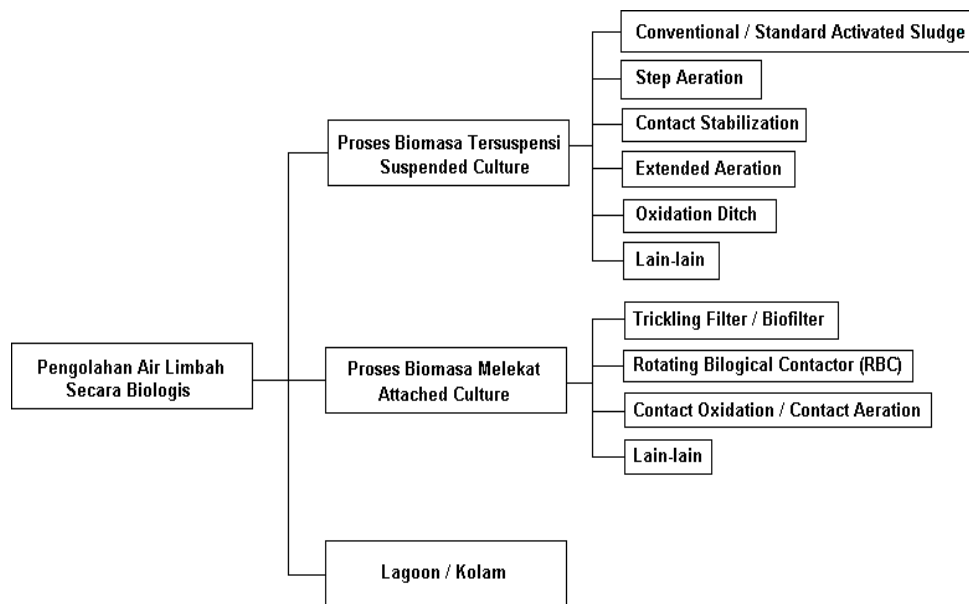 Pengolahan Air Limbah
Secara Biologis
Proses Biomasa Tersuspensi
Suspended Culture
Conventional / Standard Activated Sludge
Step Aeration
Contact Stabilization
Extended Aeration
Oxidation Ditch
Lain-lain
Proses Biomasa Melekat
Attached Culture
Trickling Filter / Biofilter
Rotating Bilogical Contactor (RBC)
Contact Oxidation / Contact Aeration
Lain-lain
Lagoon / Kolam